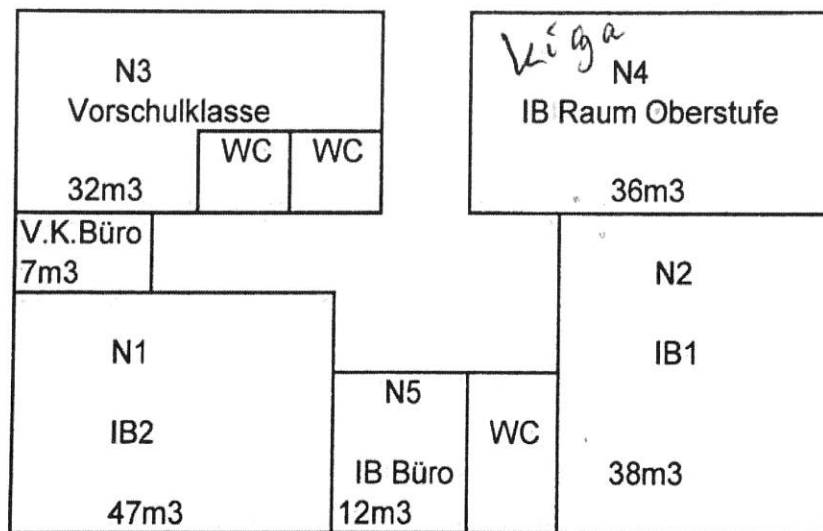 N3
Vorschulklasse
WC WC
32m3
Kiga
N4
IB Raum Oberstufe
36m3
V.K.Büro
7m3
N2
IB1
38m3
N1
IB2
47m3
N5
IB Büro
12m3
WC